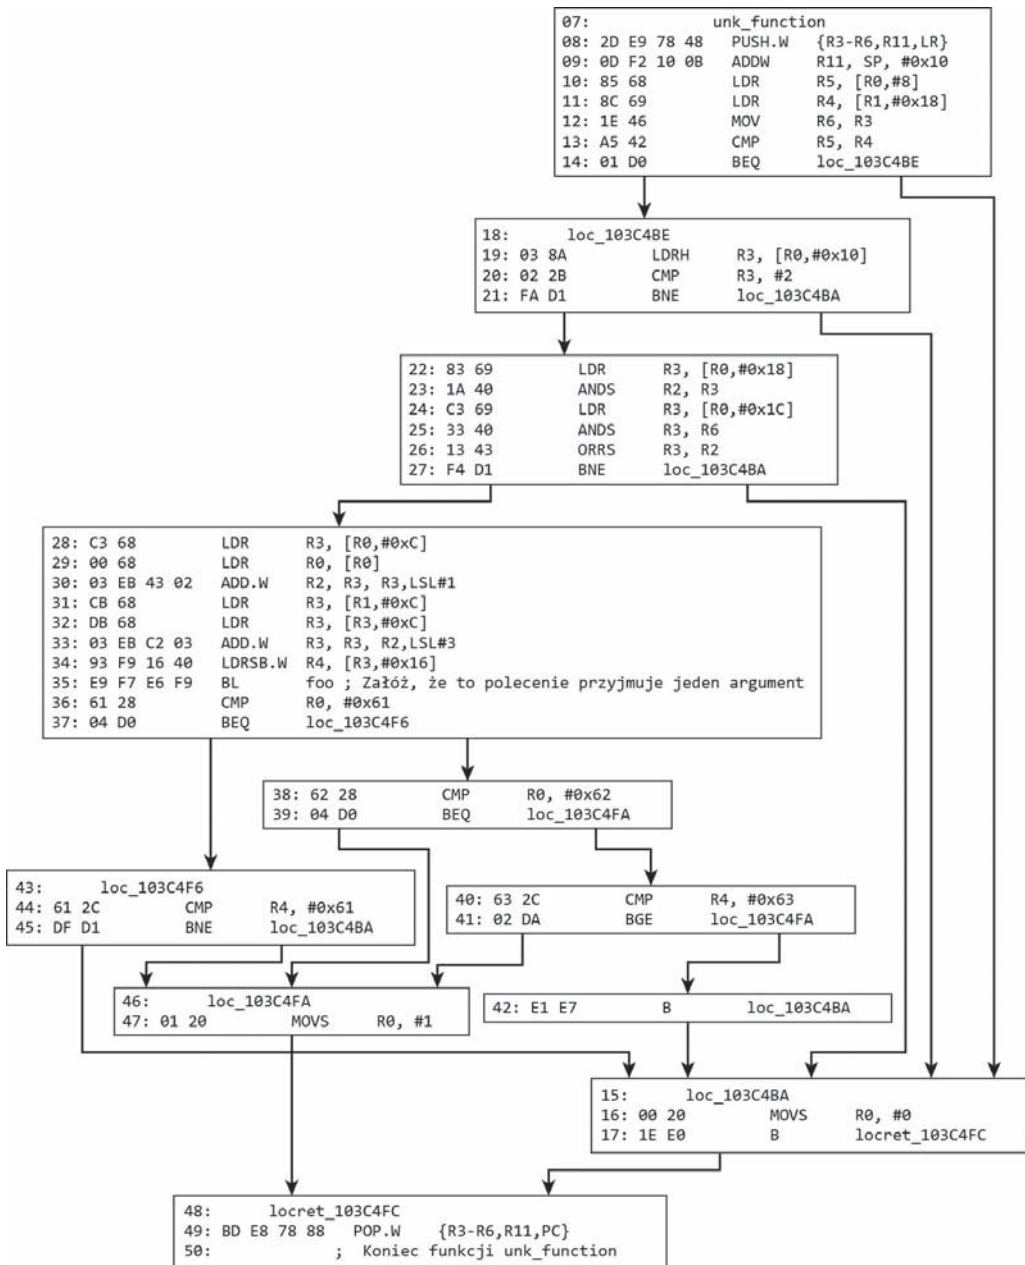 07: unk_function
08: 2D E9 78 48 PUSH.W {R3-R6,R11,LR}
09: 0D F2 10 0B ADDW R11, SP, #0x10
10: 85 68 LDR R5, [R0,#8]
11: 8C 69 LDR R4, [R1,#0x18]
12: 1E 46 MOV R6, R3
13: A5 42 CMP R5, R4
14: 01 D0 BEQ loc_103C4BE
18: loc_103C4BE
19: 03 8A LDRH R3, [R0,#0x10]
20: 02 2B CMP R3, #2
21: FA D1 BNE loc_103C4BA
22: 83 69 LDR R3, [R0,#0x18]
23: 1A 40 ANDS R2, R3
24: C3 69 LDR R3, [R0,#0x1C]
25: 33 40 ANDS R3, R6
26: 13 43 ORRS R3, R2
27: F4 D1 BNE loc_103C4BA
28: C3 68 LDR R3, [R0,#0xC]
29: 00 68 LDR R0, [R0]
30: 03 EB 43 02 ADD.W R2, R3, R3,LSL#1
31: CB 68 LDR R3, [R1,#0xC]
32: DB 68 LDR R3, [R3,#0xC]
33: 03 EB C2 03 ADD.W R3, R3, R2,LSL#3
34: 93 F9 16 40 LDRSB.W R4, [R3,#0x16]
35: E9 F7 E6 F9 BL foo ; Załóż, że to polecenie przyjmuje jeden argument
36: 61 28 CMP R0, #0x61
37: 04 D0 BEQ loc_103C4F6
38: 62 28 CMP R0, #0x62
39: 04 D0 BEQ loc_103C4FA
43: loc_103C4F6
44: 61 2C CMP R4, #0x61
45: DF D1 BNE loc_103C4BA
40: 63 2C CMP R4, #0x63
41: 02 DA BGE loc_103C4FA
46: loc_103C4FA
47: 01 20 MOVS R0, #1
42: E1 E7 B loc_103C4BA
15: loc_103C4BA
16: 00 20 MOVS R0, #0
17: 1E E0 B locret_103C4FC
48: locret_103C4FC
49: BD E8 78 88 POP.W {R3-R6,R11,PC}
50: ; Koniec funkcji unk_function